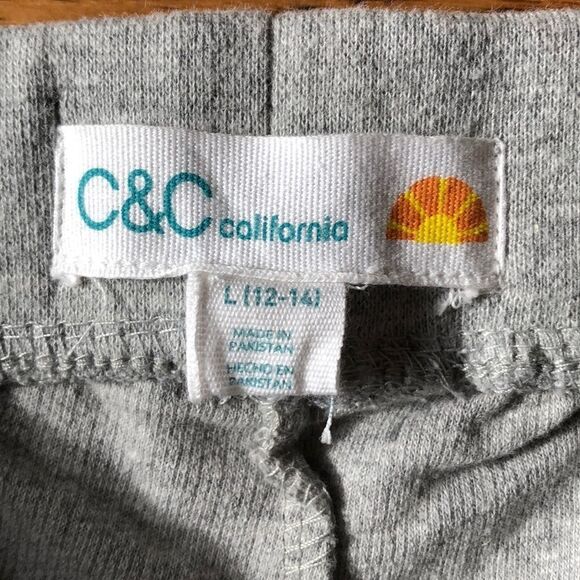 C&C california
L (12-14)
MADE IN
PAKISTAN
HECHO EN
PAKISTAN